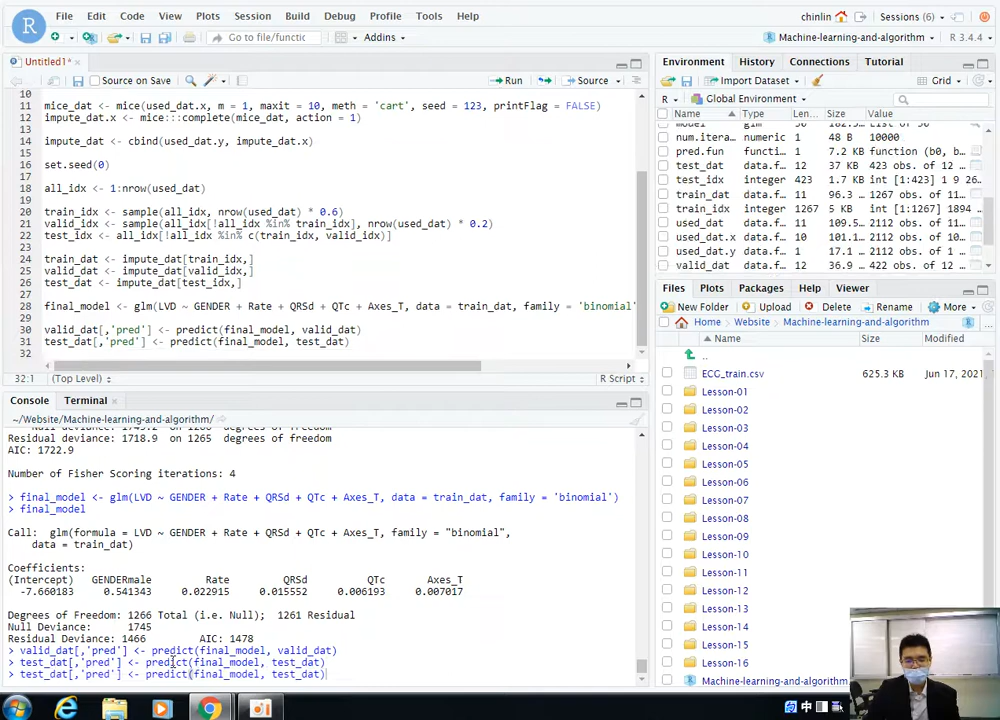 File Edit Code View Plots Session Build Debug Profile Tools Help
chinlin Sessions (6)
Go to file/functic Addins
Machine-learning-and-algorithm R 3.4.4
Untitled1*
Source on Save Run Source
10
11 mice_dat <- mice(used_dat.x, m = 1, maxit = 10, meth = 'cart', seed = 123, printFlag = FALSE)
12 impute_dat.x <- mice:::complete(mice_dat, action = 1)
13
14 impute_dat <- cbind(used_dat.y, impute_dat.x)
15
16 set.seed(0)
17
18 all_idx <- 1:nrow(used_dat)
19
20 train_idx <- sample(all_idx, nrow(used_dat) * 0.6)
21 valid_idx <- sample(all_idx[!all_idx %in% train_idx], nrow(used_dat) * 0.2)
22 test_idx <- all_idx[!all_idx %in% c(train_idx, valid_idx)]
23
24 train_dat <- impute_dat[train_idx,]
25 valid_dat <- impute_dat[valid_idx,]
26 test_dat <- impute_dat[test_idx,]
27
28 final_model <- glm(LVD ~ GENDER + Rate + QRSd + QTc + Axes_T, data = train_dat, family = 'binomial'
29
30 valid_dat[,'pred'] <- predict(final_model, valid_dat)
31 test_dat[,'pred'] <- predict(final_model, test_dat)
32
32:1 (Top Level) R Script
Console Terminal
~/Website/Machine-learning-and-algorithm/
Residual deviance: 1718.9 on 1265 degrees of freedom
AIC: 1722.9
Number of Fisher Scoring iterations: 4
> final_model <- glm(LVD ~ GENDER + Rate + QRSd + QTc + Axes_T, data = train_dat, family = 'binomial')
> final_model
Call: glm(formula = LVD ~ GENDER + Rate + QRSd + QTc + Axes_T, family = "binomial",
data = train_dat)
Coefficients:
(Intercept) GENDERmale Rate QRSd QTc Axes_T
-7.660183 0.541343 0.022915 0.015552 0.006193 0.007017
Degrees of Freedom: 1266 Total (i.e. Null); 1261 Residual
Null Deviance: 1745
Residual Deviance: 1466 AIC: 1478
> valid_dat[,'pred'] <- predict(final_model, valid_dat)
> test_dat[,'pred'] <- predict(final_model, test_dat)
> test_dat[,'pred'] <- predict(final_model, test_dat)
Environment History Connections Tutorial
Import Dataset Grid
R Global Environment
Name Type Len... Size Value
num.itera... numeric 1 48 B 10000
pred.fun functi... 1 7.2 KB function (b0, b...
test_dat data.f... 12 37 KB 423 obs. of 12 ...
test_idx integer 423 1.7 KB int [1:423] 1 9 26...
train_dat data.f... 11 96.3 ... 1267 obs. of 11 ...
train_idx integer 1267 5 KB int [1:1267] 1894 ...
used_dat data.f... 11 109.5... 2112 obs. of 11 ...
used_dat.x data.f... 10 101.1... 2112 obs. of 10 ...
used_dat.y data.f... 1 17.1 ... 2112 obs. of 1 v...
valid_dat data.f... 12 36.9 ... 422 obs. of 12 ...
Files Plots Packages Help Viewer
New Folder Upload Delete Rename More
Home Website Machine-learning-and-algorithm
Name Size Modified
..
ECG_train.csv 625.3 KB Jun 17, 2021,
Lesson-01
Lesson-02
Lesson-03
Lesson-04
Lesson-05
Lesson-06
Lesson-07
Lesson-08
Lesson-09
Lesson-10
Lesson-11
Lesson-12
Lesson-13
Lesson-14
Lesson-15
Lesson-16
Machine-learning-and-algorithm
中